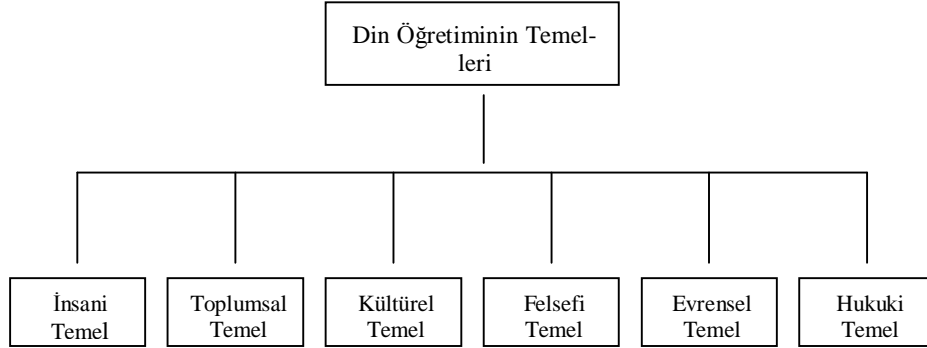 Din Öğretiminin Temel-
leri
İnsani
Temel
Toplumsal
Temel
Kültürel
Temel
Felsefi
Temel
Evrensel
Temel
Hukuki
Temel